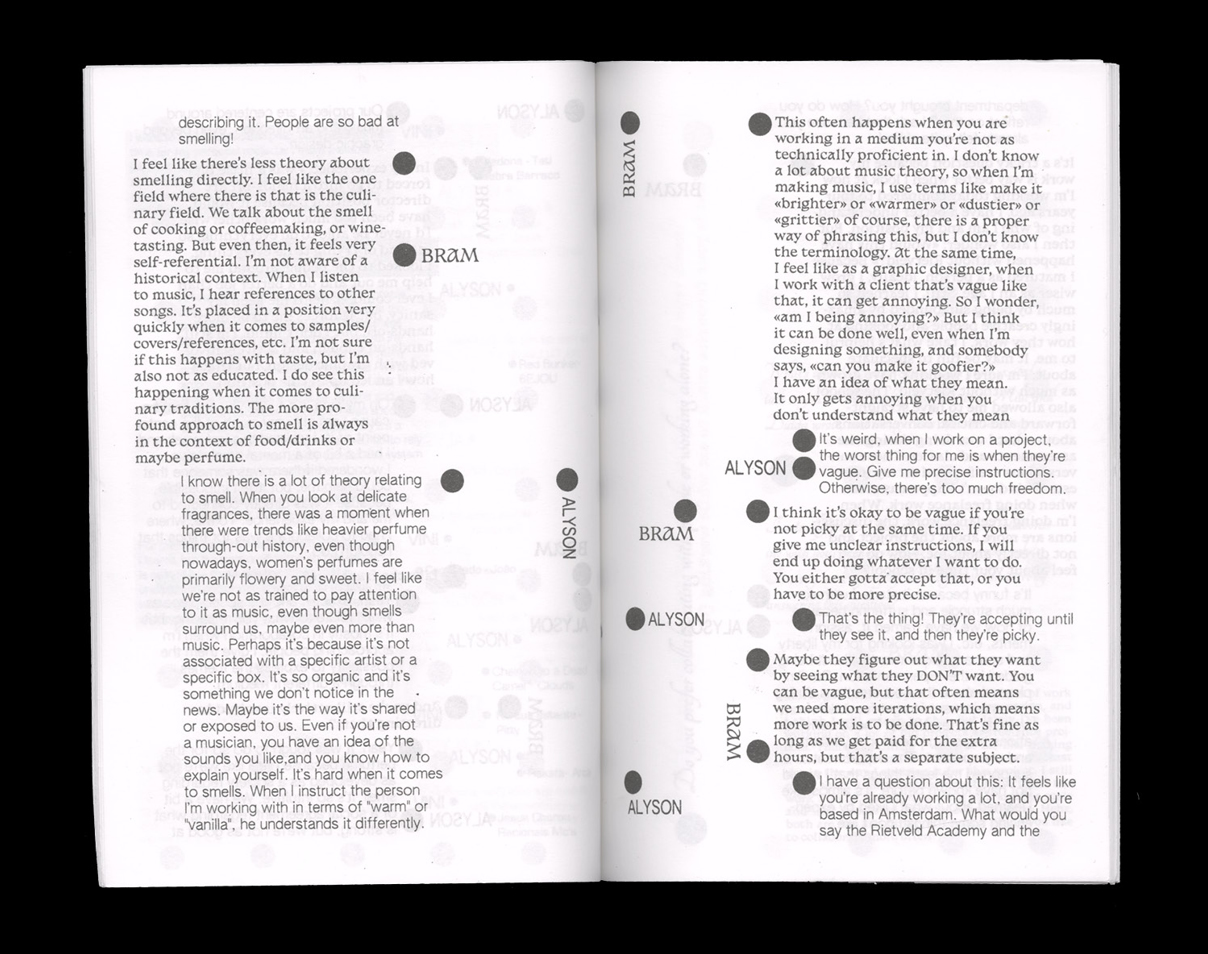 describing it. People are so bad at
smelling!
I feel like there's less theory about
smelling directly. I feel like the one
field where there is that is the culi-
nary field. We talk about the smell
of cooking or coffeemaking, or wine-
tasting. But even then, it feels very
self-referential. I'm not aware of a
historical context. When I listen
to music, I hear references to other
songs. It's placed in a position very
quickly when it comes to samples/
covers/references, etc. I'm not sure
if this happens with taste, but I'm
also not as educated. I do see this
happening when it comes to culi-
nary traditions. The more pro-
found approach to smell is always
in the context of food/drinks or
maybe perfume.
BRAM
I know there is a lot of theory relating
to smell. When you look at delicate
fragrances, there was a moment when
there were trends like heavier perfume
through-out history, even though
nowadays, women's perfumes are
primarily flowery and sweet. I feel like
we're not as trained to pay attention
to it as music, even though smells
surround us, maybe even more than
music. Perhaps it's because it's not
associated with a specific artist or a
specific box. It's so organic and it's
something we don't notice in the
news. Maybe it's the way it's shared
or exposed to us. Even if you're not
a musician, you have an idea of the
sounds you like,and you know how to
explain yourself. It's hard when it comes
to smells. When I instruct the person
I'm working with in terms of "warm" or
"vanilla", he understands it differently.
ALYSON
BRAM
This often happens when you are
working in a medium you're not as
technically proficient in. I don't know
a lot about music theory, so when I'm
making music, I use terms like make it
«brighter» or «warmer» or «dustier» or
«grittier» of course, there is a proper
way of phrasing this, but I don't know
the terminology. At the same time,
I feel like as a graphic designer, when
I work with a client that's vague like
that, it can get annoying. So I wonder,
«am I being annoying?» But I think
it can be done well, even when I'm
designing something, and somebody
says, «can you make it goofier?»
I have an idea of what they mean.
It only gets annoying when you
don't understand what they mean
ALYSON
It's weird, when I work on a project,
the worst thing for me is when they're
vague. Give me precise instructions.
Otherwise, there's too much freedom.
BRAM
I think it's okay to be vague if you're
not picky at the same time. If you
give me unclear instructions, I will
end up doing whatever I want to do.
You either gotta accept that, or you
have to be more precise.
ALYSON
That's the thing! They're accepting until
they see it, and then they're picky.
BRAM
Maybe they figure out what they want
by seeing what they DON'T want. You
can be vague, but that often means
we need more iterations, which means
more work is to be done. That's fine as
long as we get paid for the extra
hours, but that's a separate subject.
ALYSON
I have a question about this: It feels like
you're already working a lot, and you're
based in Amsterdam. What would you
say the Rietveld Academy and the